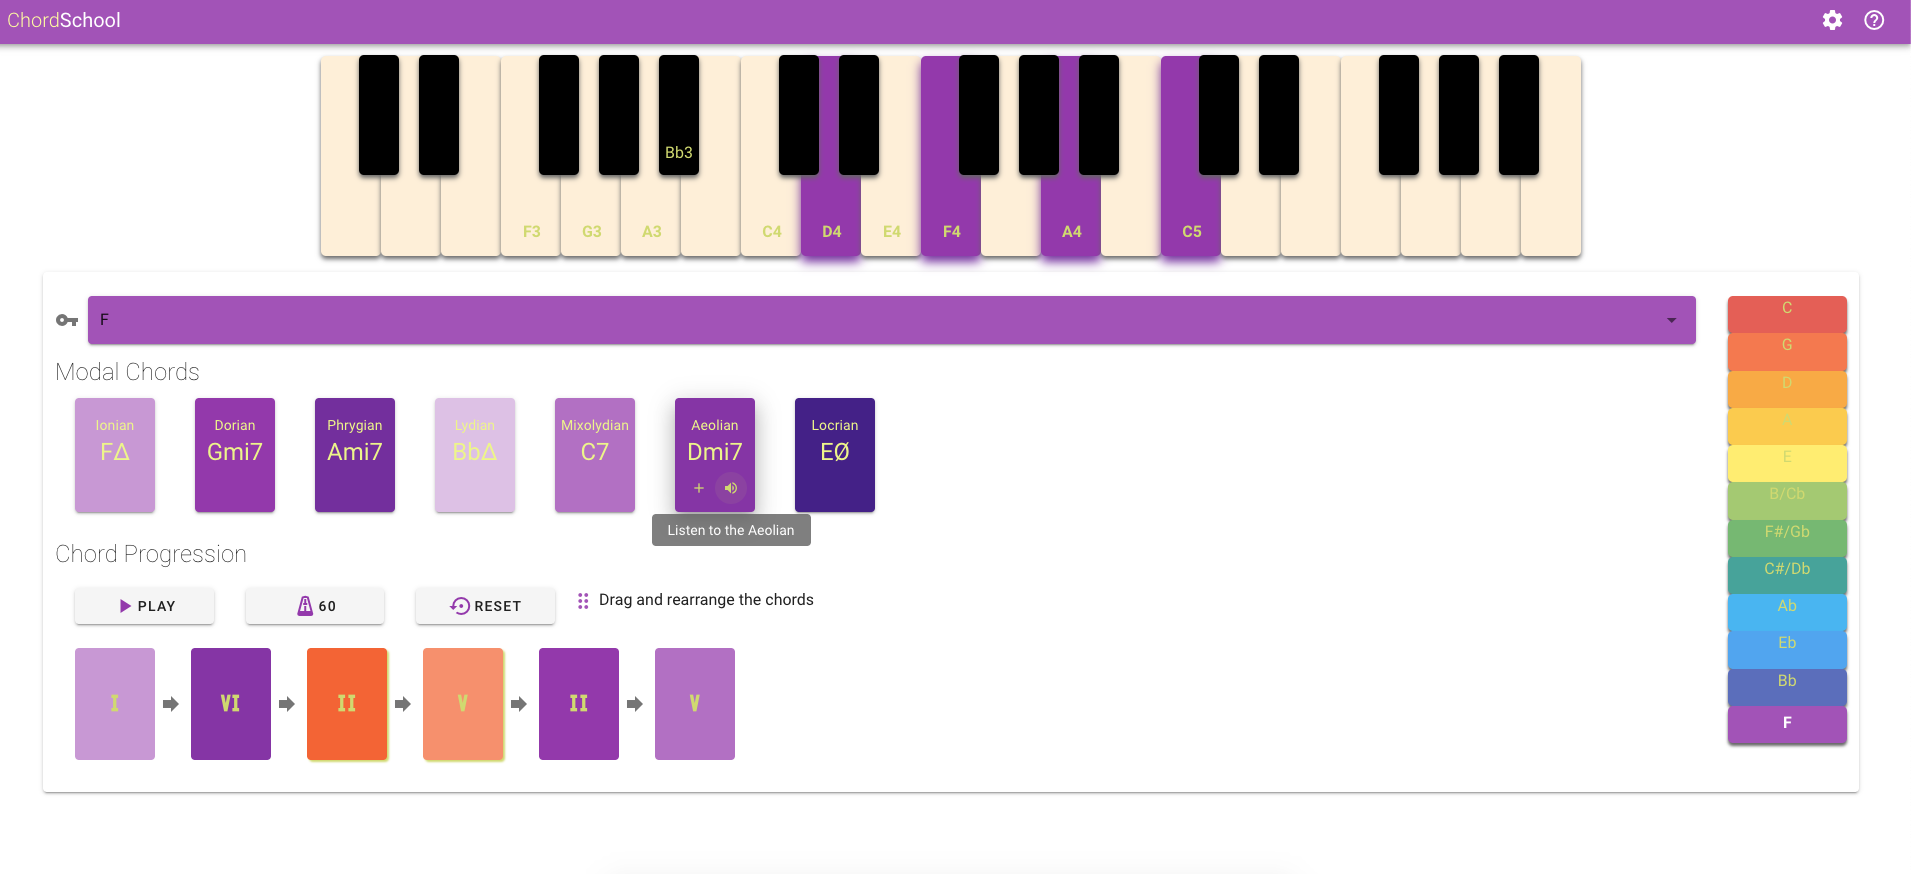 ChordSchool
Bb3
F3 G3 A3 C4 D4 E4 F4 A4 C5
F
Modal Chords
Ionian
FΔ
Dorian
Gmi7
Phrygian
Ami7
Lydian
BbΔ
Mixolydian
C7
Aeolian
Dmi7
Locrian
EØ
Listen to the Aeolian
Chord Progression
PLAY
60
RESET
Drag and rearrange the chords
I
VI
II
V
II
V
C
G
D
E
B/Cb
F#/Gb
C#/Db
Ab
Eb
Bb
F